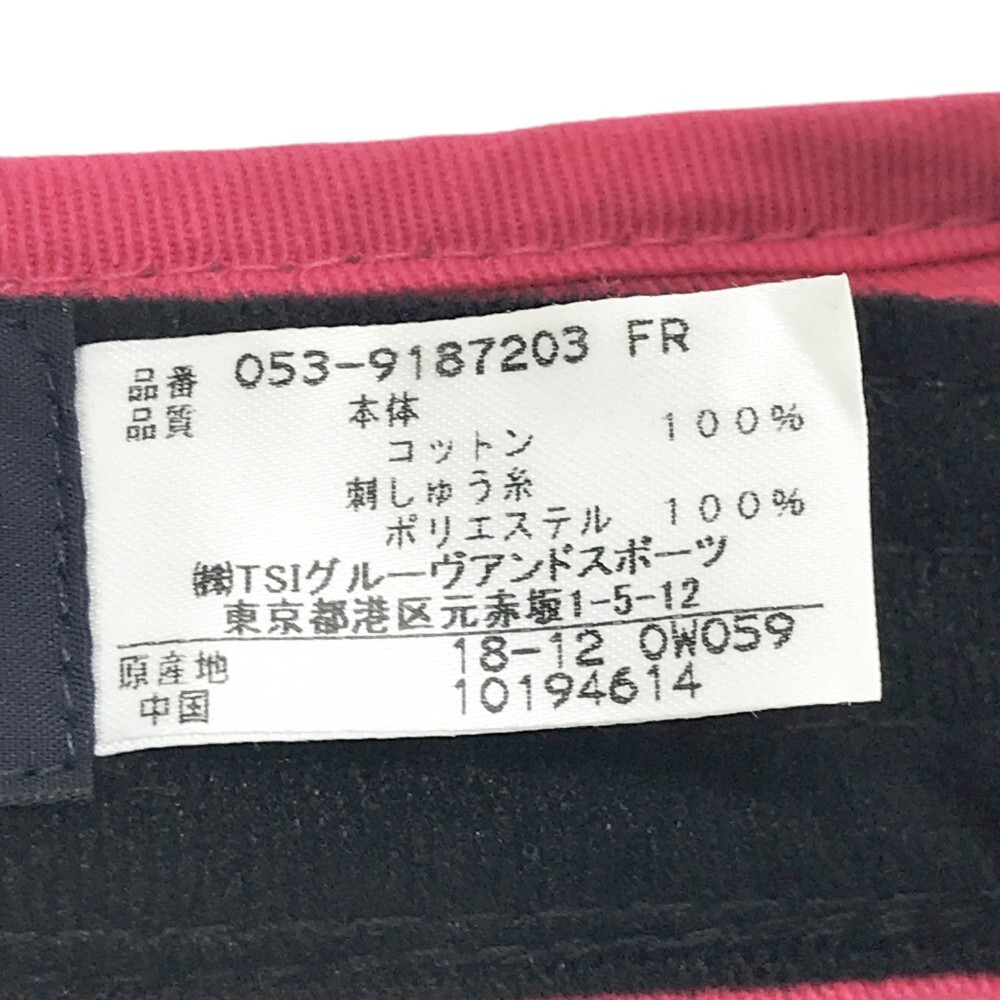 品番 053-9187203 FR
品質 本体
コットン 100%
刺しゅう糸
ポリエステル 100%
㈱TSIグルーヴアンドスポーツ
東京都港区元赤坂1-5-12
原産地 18-12 0W059
中国 10194614